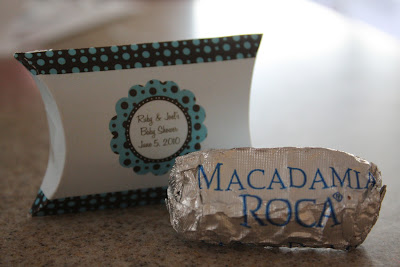 Ruby & Joel's
Baby Shower
June 5, 2010
MACADAMIA
ROCA®